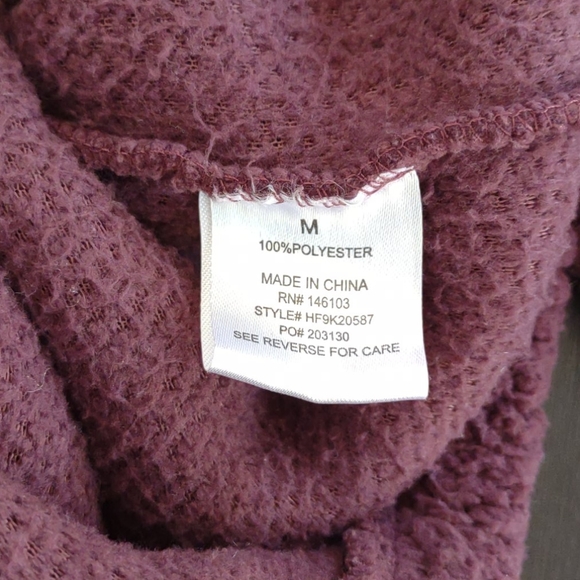 M
100%POLYESTER
MADE IN CHINA
RN# 146103
STYLE# HF9K20587
PO# 203130
SEE REVERSE FOR CARE